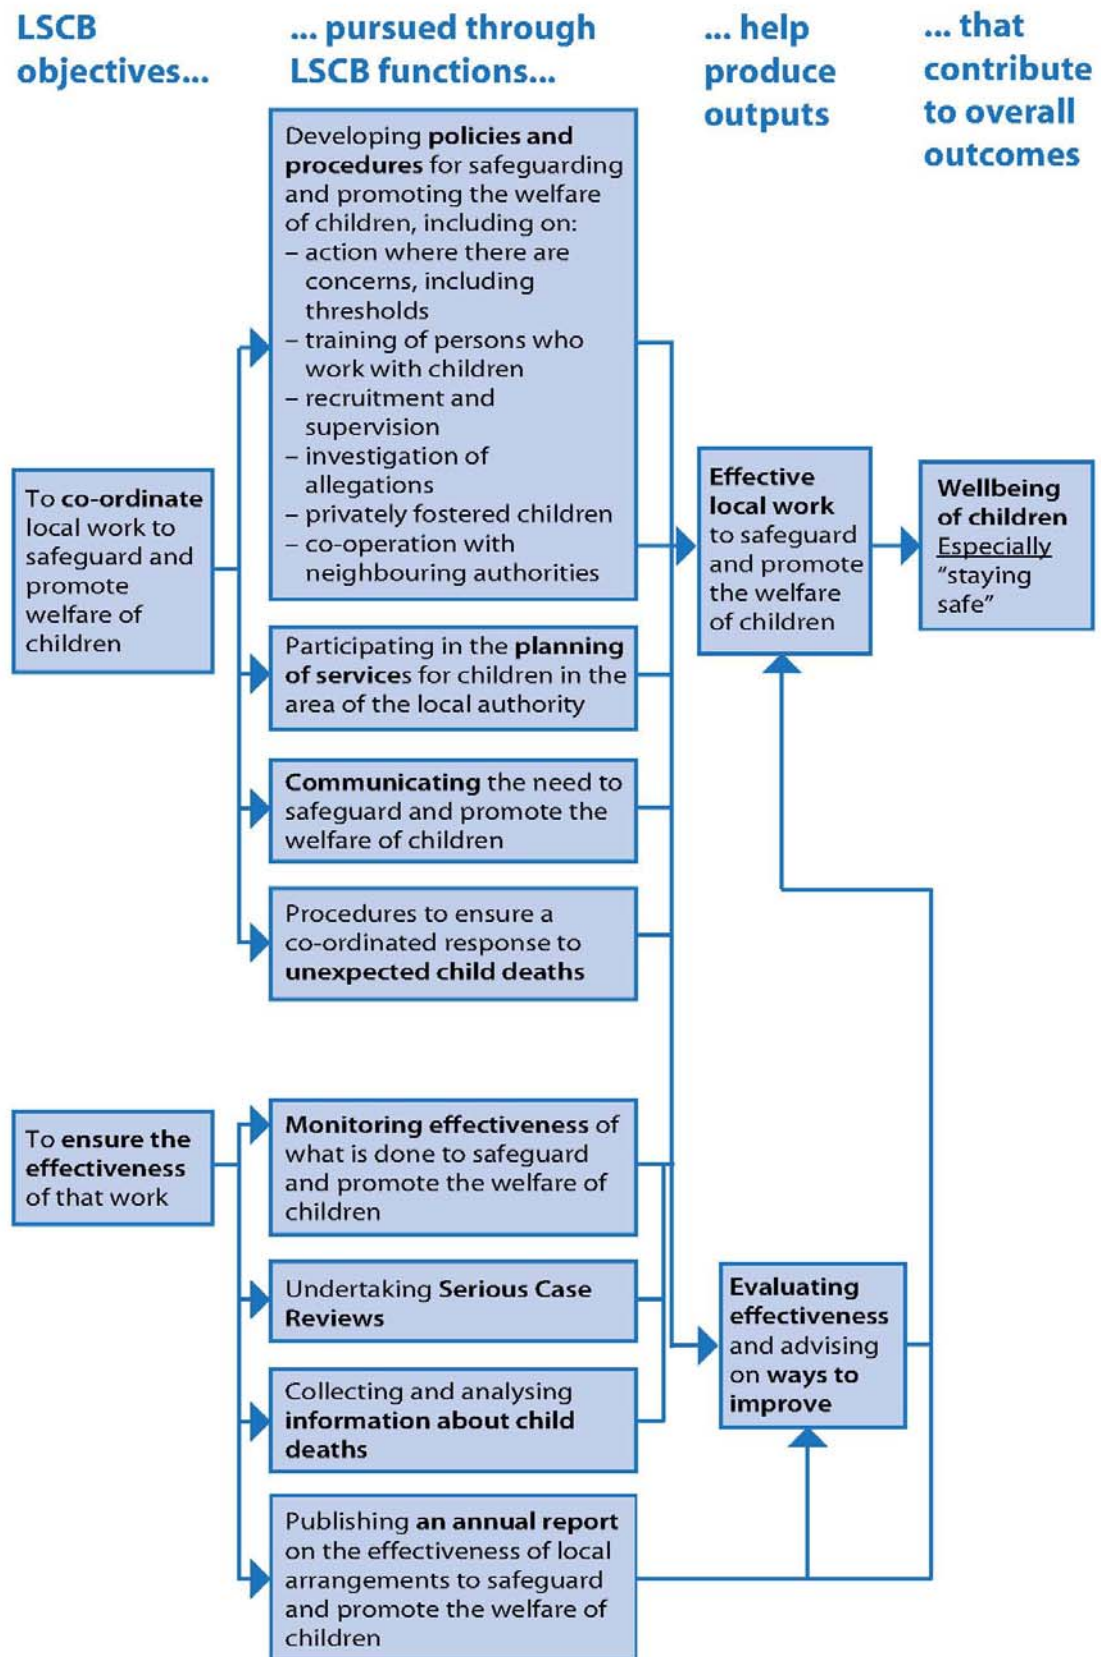 LSCB
objectives...
... pursued through
LSCB functions...
... help
produce
outputs
... that
contribute
to overall
outcomes
To co-ordinate
local work to
safeguard and
promote
welfare of
children
Developing policies and
procedures for safeguarding
and promoting the welfare
of children, including on:
– action where there are
concerns, including
thresholds
– training of persons who
work with children
– recruitment and
supervision
– investigation of
allegations
– privately fostered children
– co-operation with
neighbouring authorities
Participating in the planning
of services for children in the
area of the local authority
Communicating the need to
safeguard and promote the
welfare of children
Procedures to ensure a
co-ordinated response to
unexpected child deaths
Effective
local work
to safeguard
and promote
the welfare
of children
Wellbeing
of children
Especially
“staying
safe”
To ensure the
effectiveness
of that work
Monitoring effectiveness of
what is done to safeguard
and promote the welfare of
children
Undertaking Serious Case
Reviews
Collecting and analysing
information about child
deaths
Publishing an annual report
on the effectiveness of local
arrangements to safeguard
and promote the welfare of
children
Evaluating
effectiveness
and advising
on ways to
improve